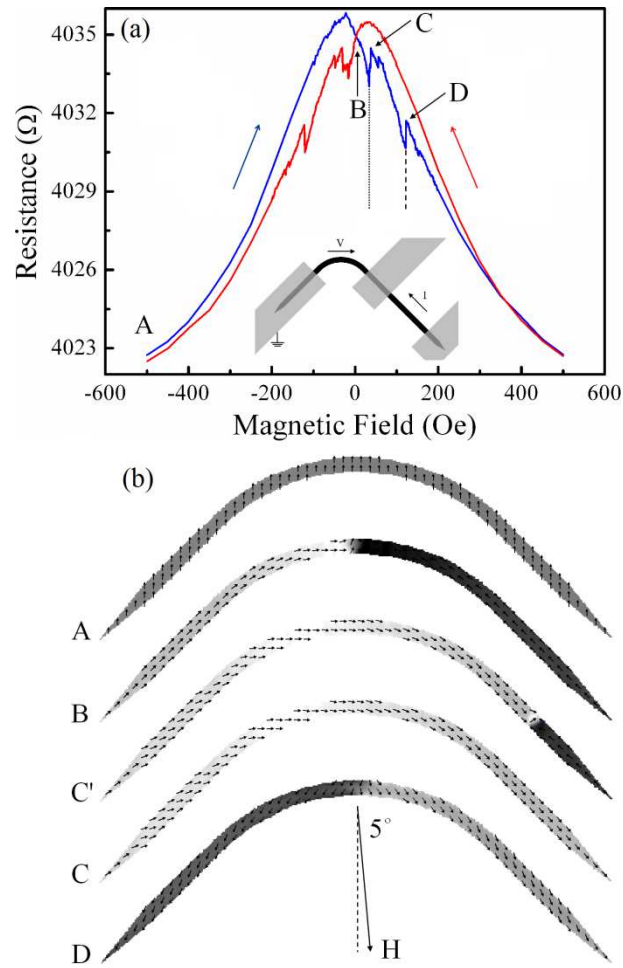 (a)
4035
4032
4029
4026
4023
Resistance (Ω)
C
B
D
A
V
I
-600 -400 -200 0 200 400 600
Magnetic Field (Oe)
(b)
A
B
C'
C
5°
D
H